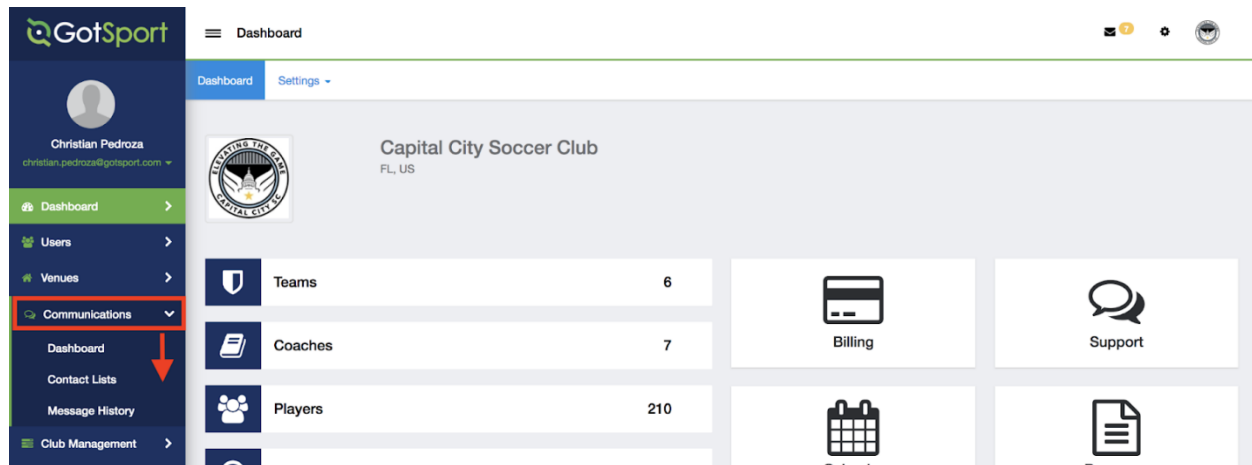 GotSport
Dashboard
7
Christian Pedroza
christian.pedroza@gotsport.com
Dashboard
Users
Venues
Communications
Dashboard
Contact Lists
Message History
Club Management
Dashboard
Settings
ELEVATING THE GAME
CAPITAL CITY SC
Capital City Soccer Club
FL, US
Teams
6
Coaches
7
Players
210
Billing
Support